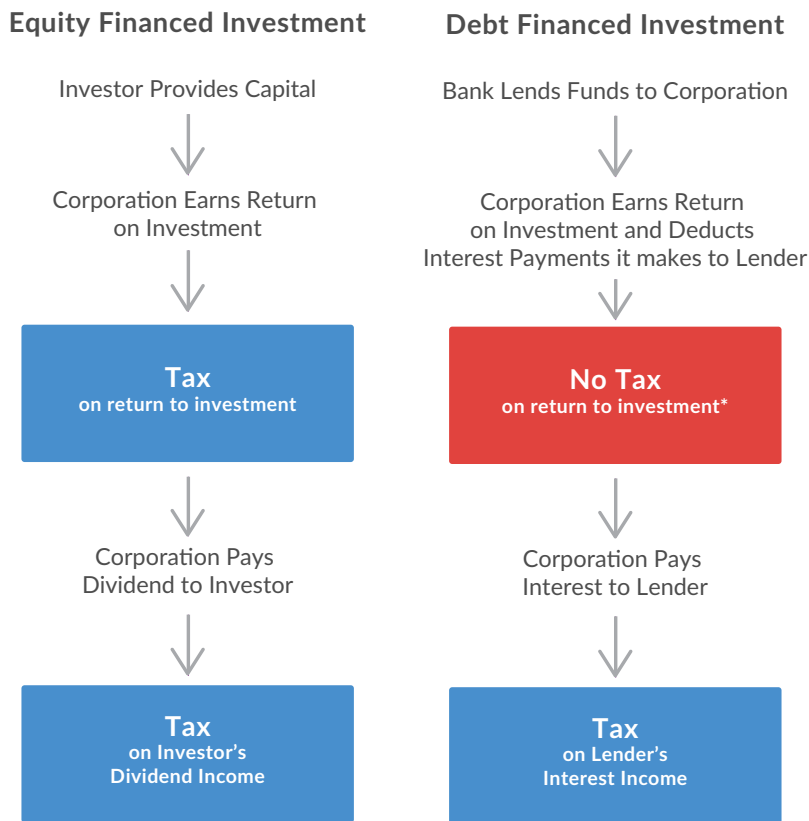 Equity Financed Investment
Investor Provides Capital
Corporation Earns Return
on Investment
Tax
on return to investment
Corporation Pays
Dividend to Investor
Tax
on Investor’s
Dividend Income
Debt Financed Investment
Bank Lends Funds to Corporation
Corporation Earns Return
on Investment and Deducts
Interest Payments it makes to Lender
No Tax
on return to investment*
Corporation Pays
Interest to Lender
Tax
on Lender’s
Interest Income